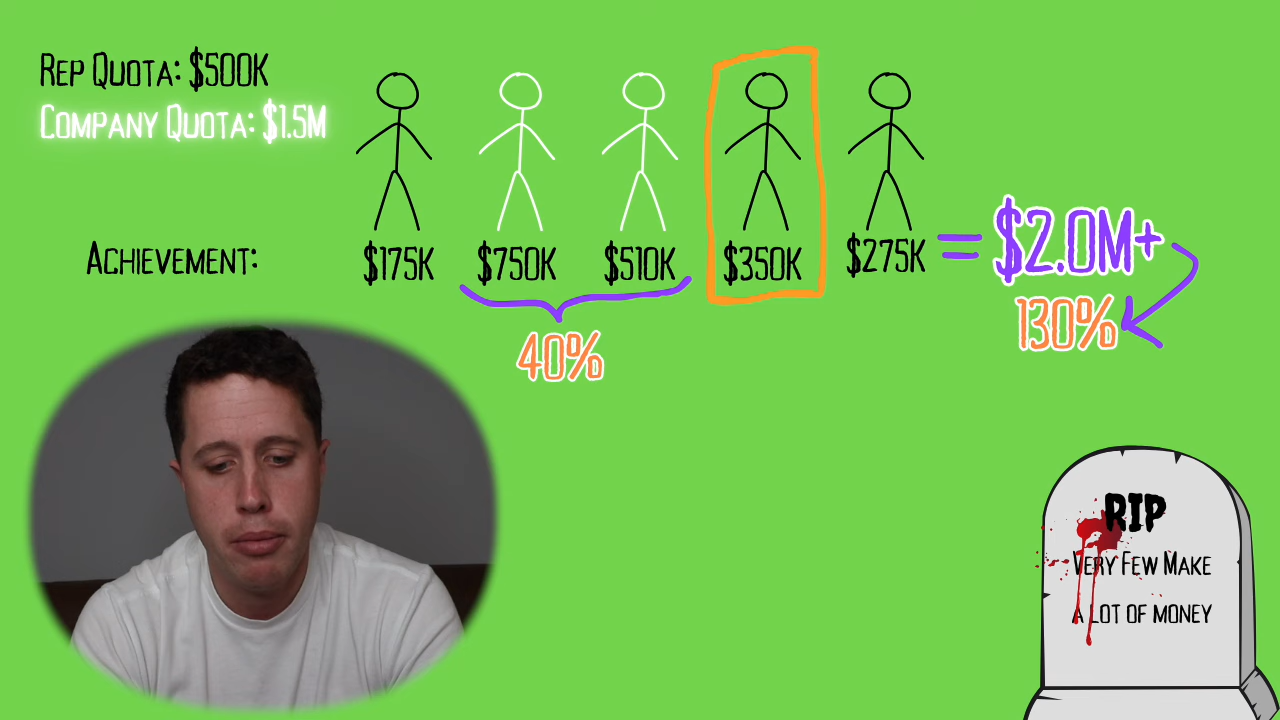 Rep Quota: $500K
Company Quota: $1.5M
Achievement:
$175K $750K $510K $350K $275K = $2.0M+
40%
130%
RIP
Very Few Make
a lot of money